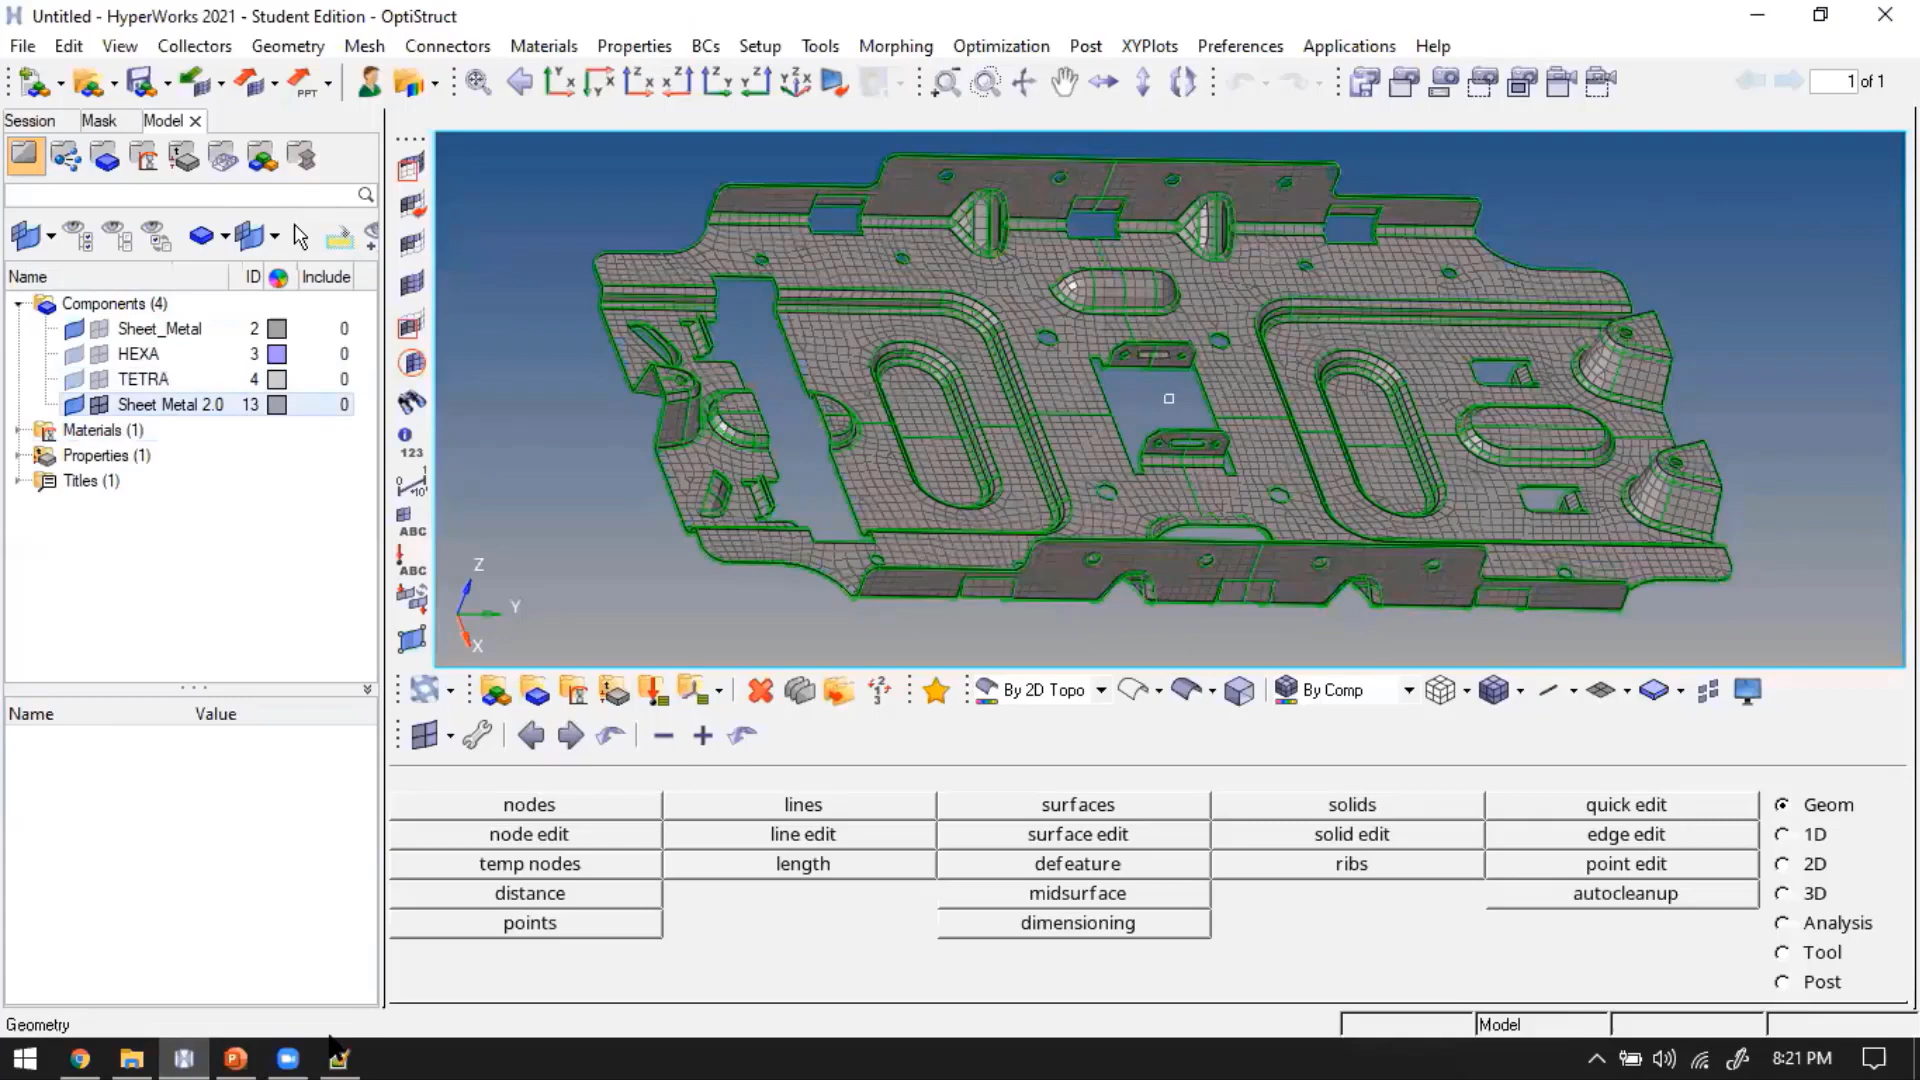 Untitled - HyperWorks 2021 - Student Edition - OptiStruct
File Edit View Collectors Geometry Mesh Connectors Materials Properties BCs Setup Tools Morphing Optimization Post XYPlots Preferences Applications Help
PPT
1 of 1
Session Mask Model
Name ID Include
Components (4)
Sheet_Metal 2 0
HEXA 3 0
TETRA 4 0
Sheet Metal 2.0 13 0
Materials (1)
Properties (1)
Titles (1)
123
ABC
ABC
Z
Y
X
Name Value
By 2D Topo By Comp
nodes lines surfaces solids quick edit Geom
node edit line edit surface edit solid edit edge edit 1D
temp nodes length defeature ribs point edit 2D
distance midsurface autocleanup 3D
points dimensioning Analysis
Tool
Post
Geometry Model
8:21 PM